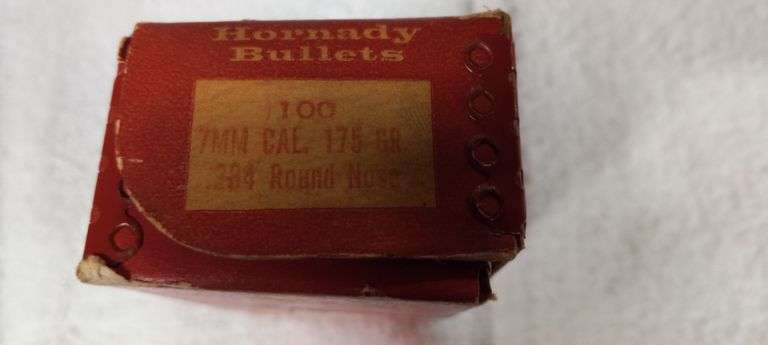 Hornady
Bullets
100
7MM CAL. 175 GR
.284 Round Nose